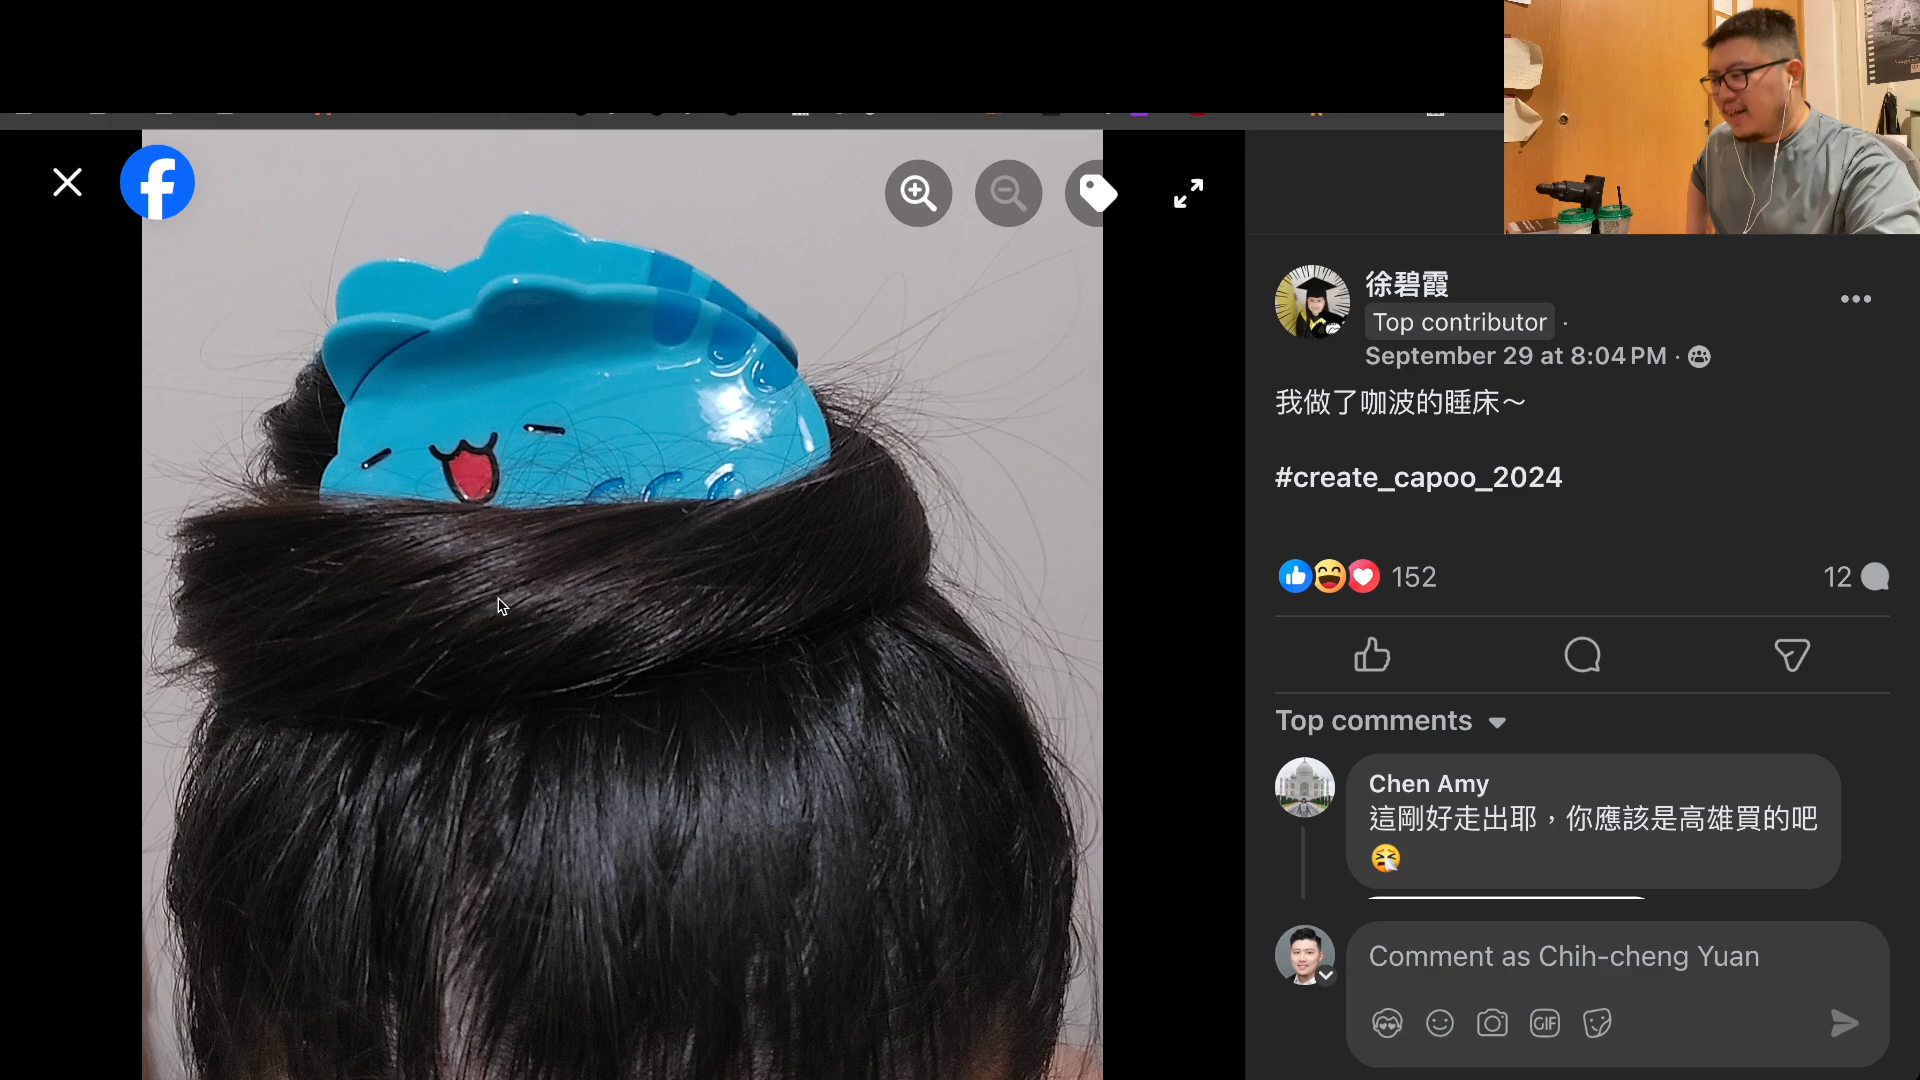 徐碧霞
Top contributor ·
September 29 at 8:04 PM ·
我做了咖波的睡床～
#create_capoo_2024
152
12
Top comments
Chen Amy
這剛好走出耶，你應該是高雄買的吧
Comment as Chih-cheng Yuan
GIF